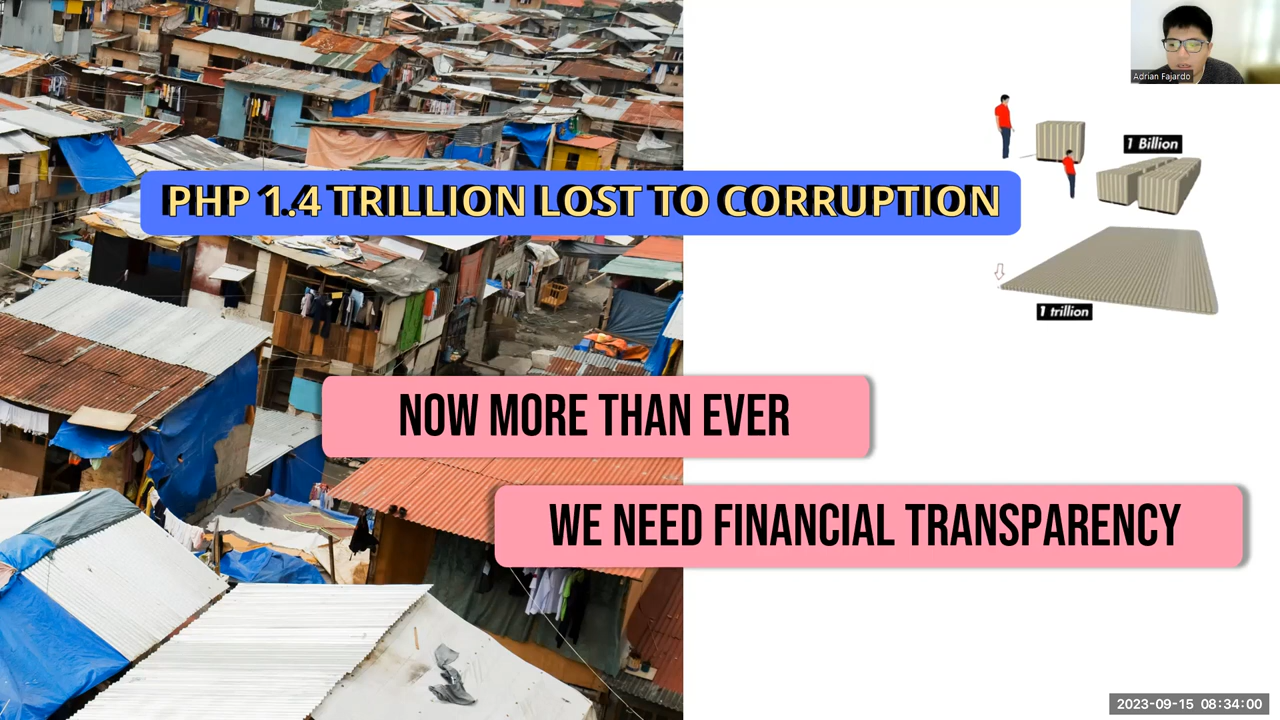 Adrian Fajardo
1 Billion
PHP 1.4 TRILLION LOST TO CORRUPTION
1 trillion
NOW MORE THAN EVER
WE NEED FINANCIAL TRANSPARENCY
2023-09-15 08:34:00